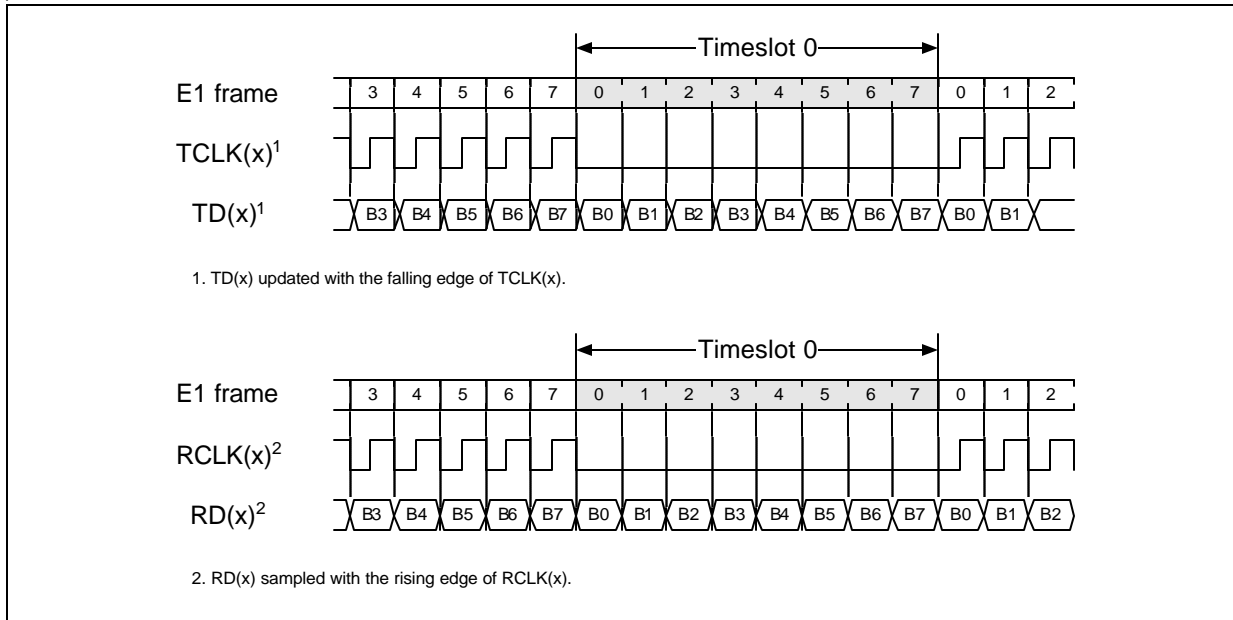 Timeslot 0
E1 frame 3 4 5 6 7 0 1 2 3 4 5 6 7 0 1 2
TCLK(x)1
TD(x)1 B3 B4 B5 B6 B7 B0 B1 B2 B3 B4 B5 B6 B7 B0 B1
1. TD(x) updated with the falling edge of TCLK(x).
Timeslot 0
E1 frame 3 4 5 6 7 0 1 2 3 4 5 6 7 0 1 2
RCLK(x)2
RD(x)2 B3 B4 B5 B6 B7 B0 B1 B2 B3 B4 B5 B6 B7 B0 B1 B2
2. RD(x) sampled with the rising edge of RCLK(x).